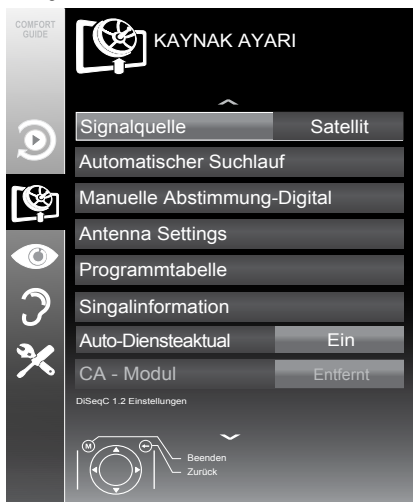 COMFORT
GUIDE
KAYNAK AYARI
Signalquelle Satellit
Automatischer Suchlauf
Manuelle Abstimmung-Digital
Antenna Settings
Programmtabelle
Singalinformation
Auto-Diensteaktual Ein
CA - Modul Entfernt
DiSeqC 1.2 Einstellungen
M
Beenden
Zurück